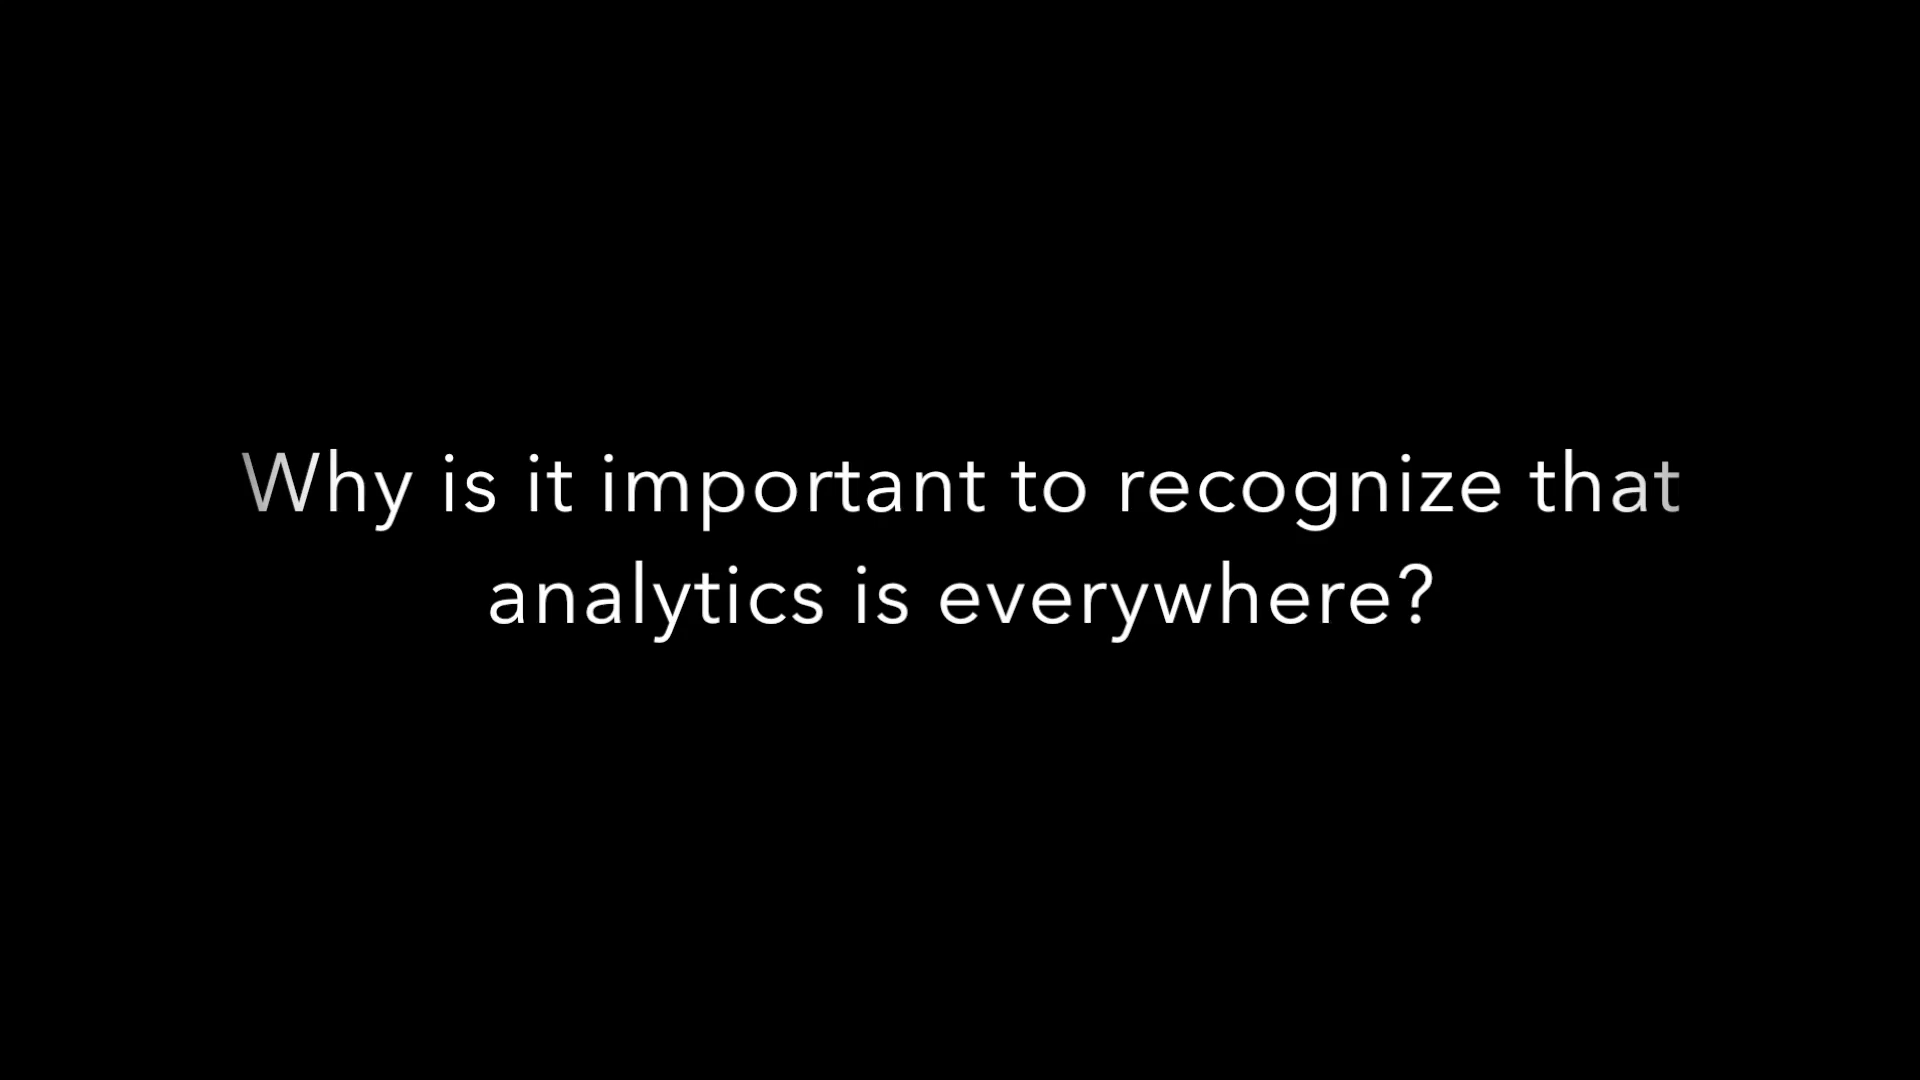 Why is it important to recognize that
analytics is everywhere?